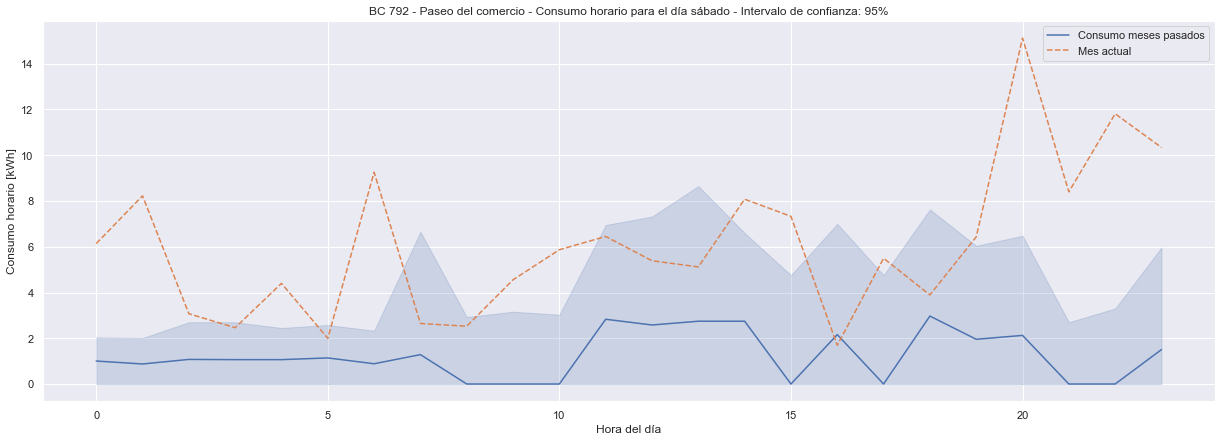 BC 792 - Paseo del comercio - Consumo horario para el día sábado - Intervalo de confianza: 95%
Consumo meses pasados
Mes actual
Consumo horario [kWh]
14
12
10
8
6
4
2
0
0
5
10
15
20
Hora del día